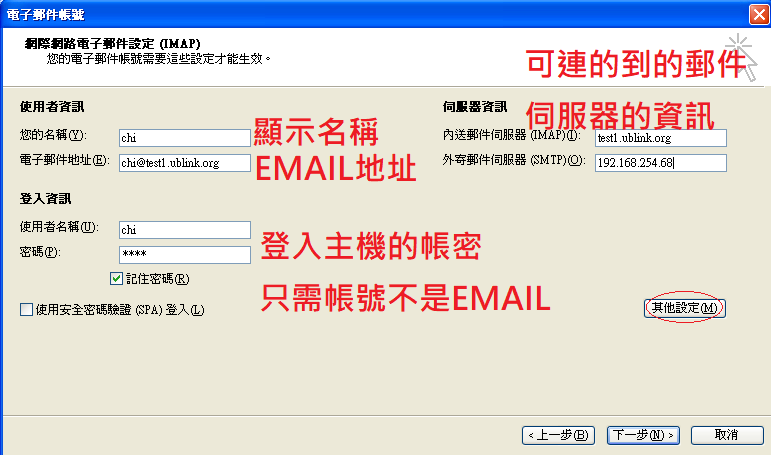 電子郵件帳號
網際網路電子郵件設定 (IMAP)
您的電子郵件帳號需要這些設定才能生效。
可連的到的郵件
伺服器的資訊
使用者資訊
您的名稱(Y): chi
電子郵件地址(E): chi@test1.ublink.org
顯示名稱
EMAIL地址
伺服器資訊
內送郵件伺服器 (IMAP)(I): test1.ublink.org
外寄郵件伺服器 (SMTP)(O): 192.168.254.68
登入資訊
使用者名稱(U): chi
密碼(P): ****
記住密碼(R)
使用安全密碼驗證 (SPA) 登入(L)
登入主機的帳密
只需帳號不是EMAIL
其他設定(M)
< 上一步(B) 下一步(N) > 取消